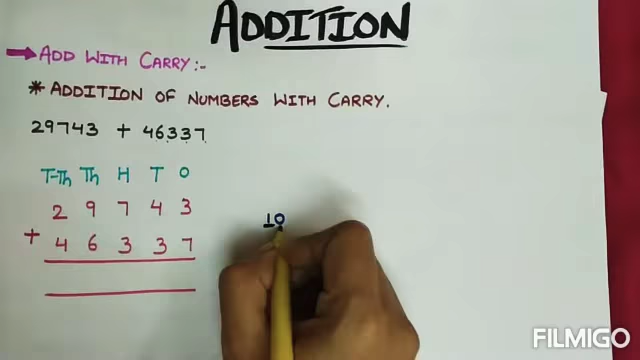 ADDITION
ADD WITH CARRY:-
* ADDITION OF NUMBERS WITH CARRY.
29743 + 46337
T-Th Th H T O
2 9 7 4 3
+ 4 6 3 3 7
10
FILMIGO